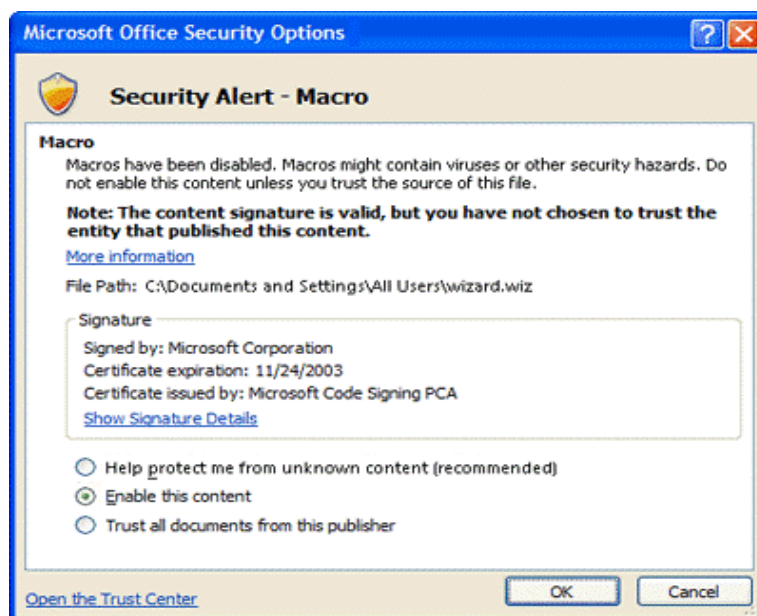 Microsoft Office Security Options
Security Alert - Macro
Macro
Macros have been disabled. Macros might contain viruses or other security hazards. Do
not enable this content unless you trust the source of this file.
Note: The content signature is valid, but you have not chosen to trust the
entity that published this content.
More information
File Path: C:\Documents and Settings\All Users\wizard.wiz
Signature
Signed by: Microsoft Corporation
Certificate expiration: 11/24/2003
Certificate issued by: Microsoft Code Signing PCA
Show Signature Details
Help protect me from unknown content (recommended)
Enable this content
Trust all documents from this publisher
Open the Trust Center
OK
Cancel